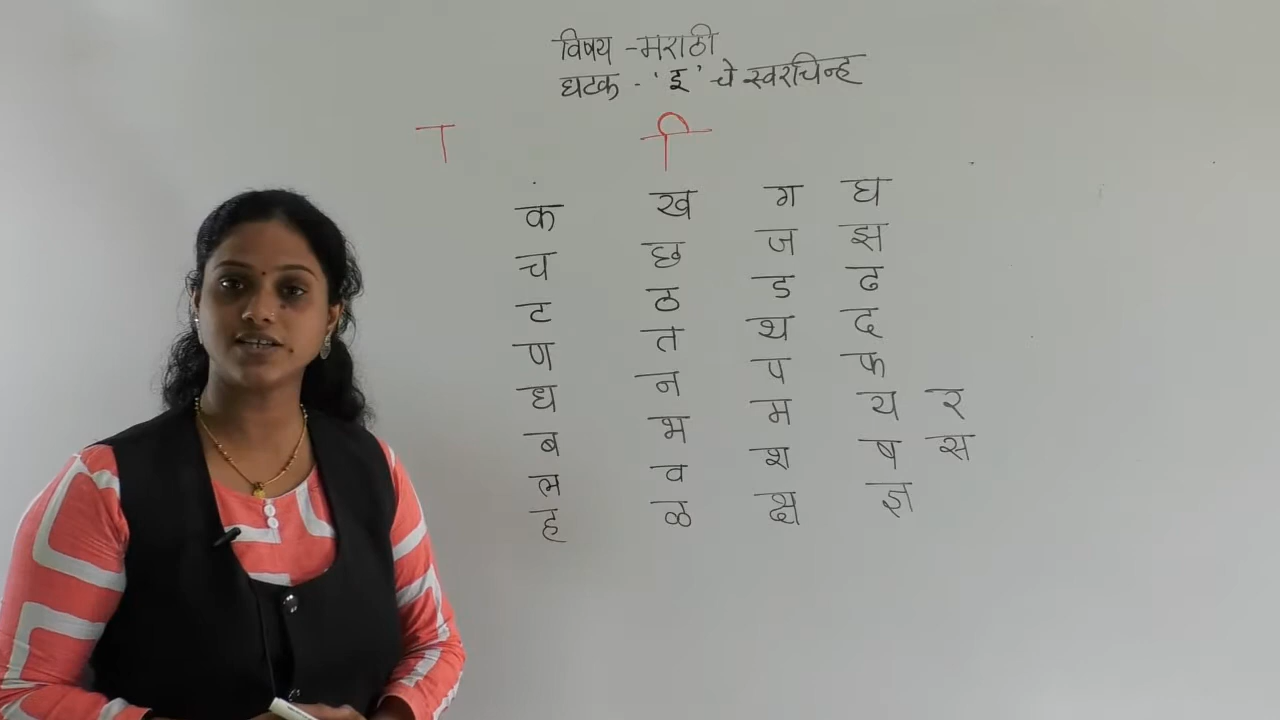 विषय - मराठी
घटक - 'इ' चे स्वरचिन्ह
ा ि
क ख ग घ
च छ ज झ
ट ठ ड ढ
ण त थ द
ध न प फ
ब भ म य र
ल व श ष स
ह ळ क्ष ज्ञ